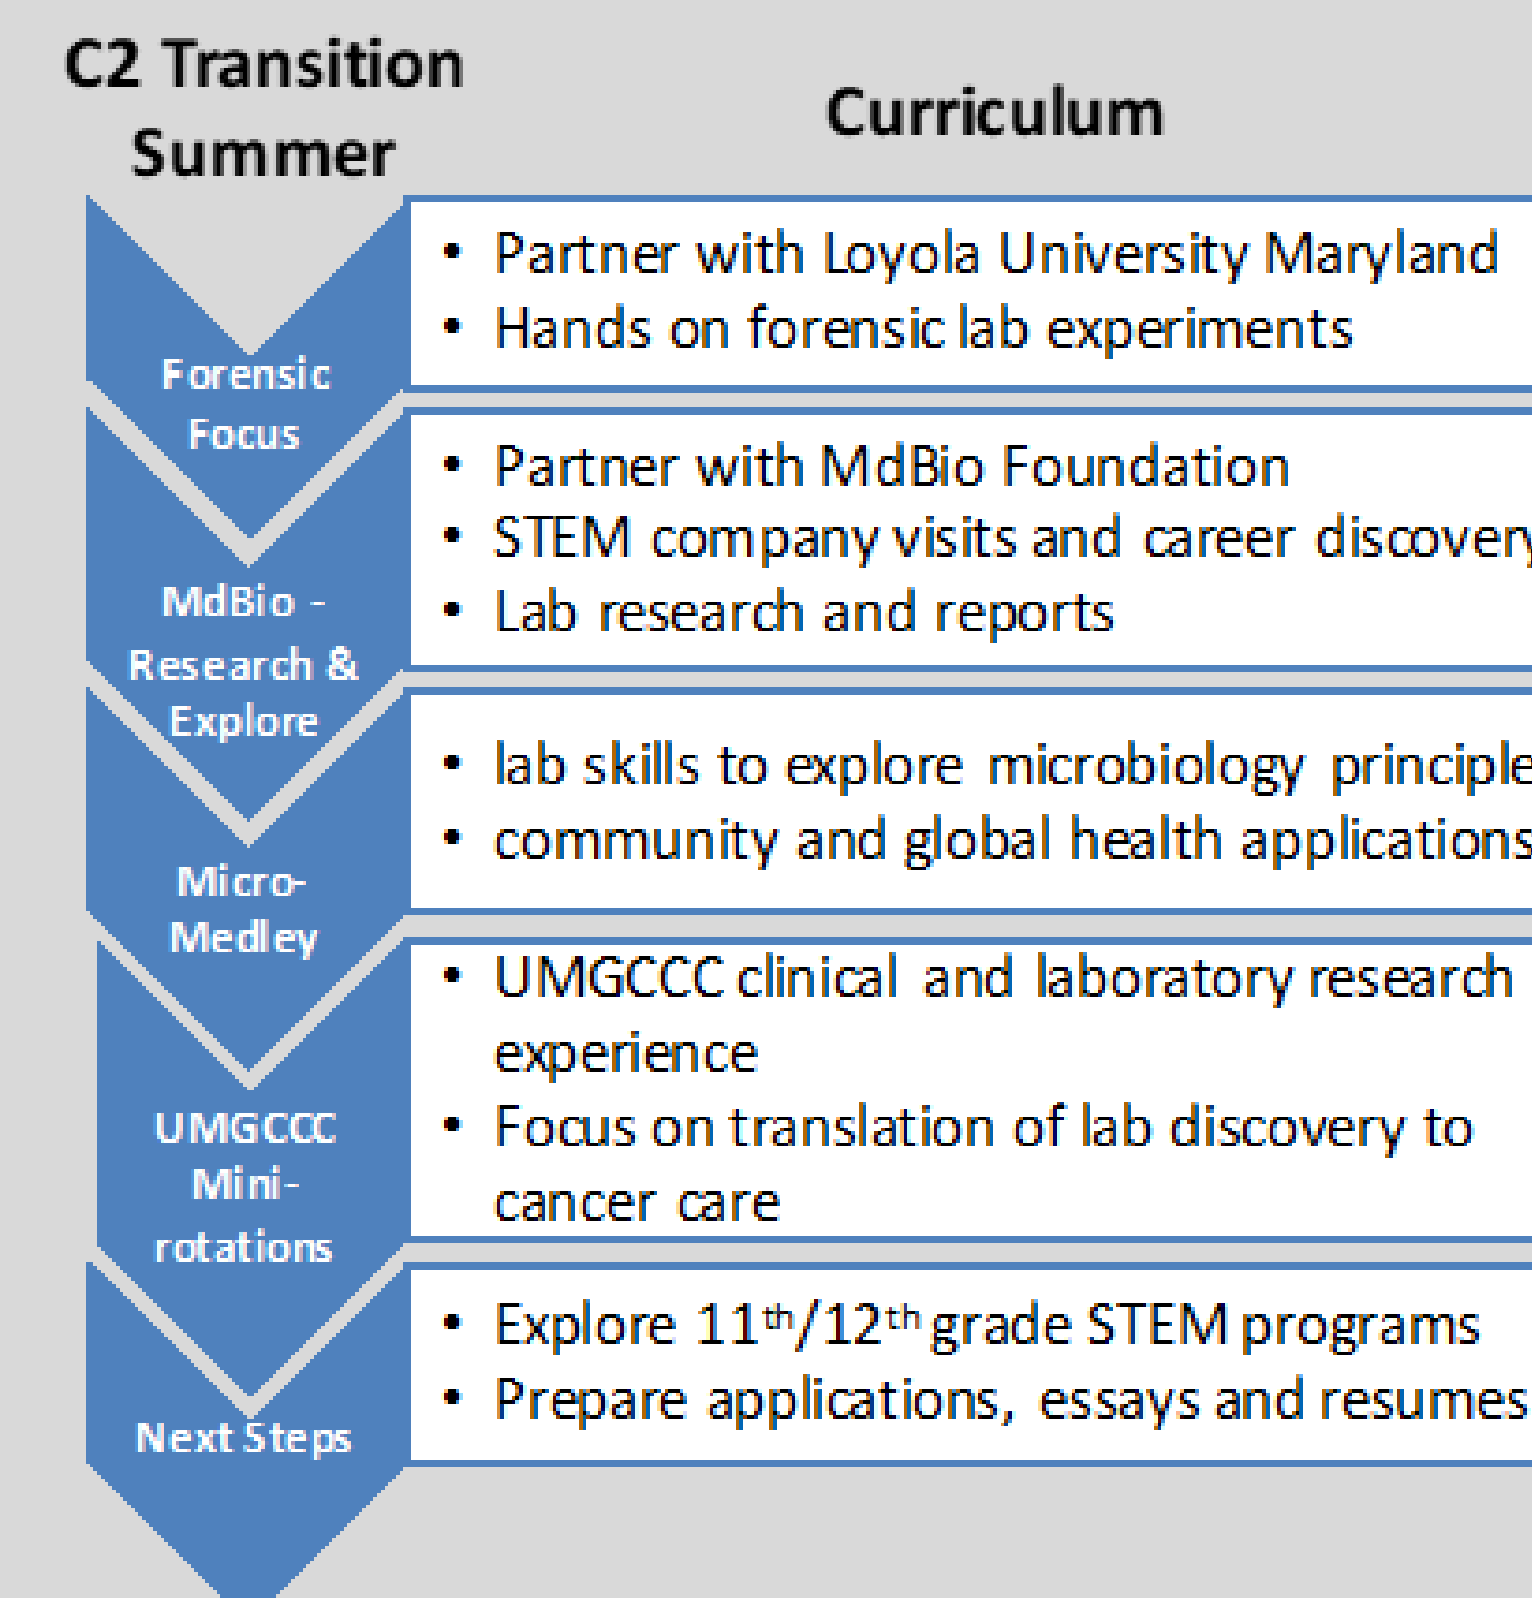 C2 Transition
Summer
Curriculum
Forensic
Focus
• Partner with Loyola University Maryland
• Hands on forensic lab experiments
MdBio -
Research &
Explore
• Partner with MdBio Foundation
• STEM company visits and career discovery
• Lab research and reports
Micro-
Medley
• lab skills to explore microbiology principle
• community and global health applications
UMGCCC
Mini-
rotations
• UMGCCC clinical and laboratory research
experience
• Focus on translation of lab discovery to
cancer care
Next Steps
• Explore 11th/12th grade STEM programs
• Prepare applications, essays and resumes